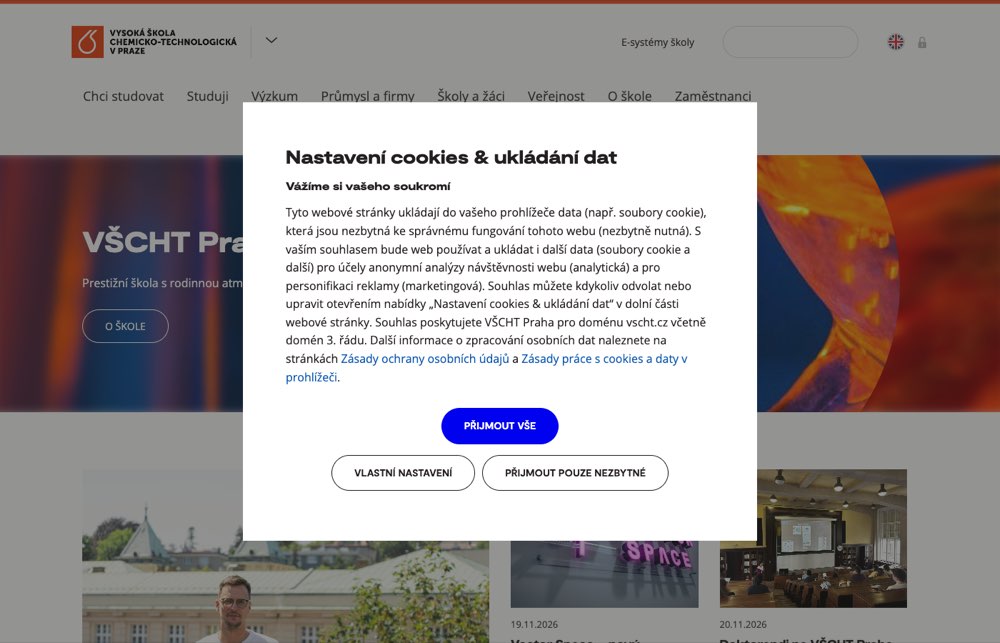 VYSOKÁ ŠKOLA
CHEMICKO-TECHNOLOGICKÁ
V PRAZE
E-systémy školy
Chci studovat Studuji Výzkum Průmysl a firmy Školy a žáci Veřejnost O škole Zaměstnanci
Nastavení cookies & ukládání dat
Vážíme si vašeho soukromí
Tyto webové stránky ukládají do vašeho prohlížeče data (např. soubory cookie),
která jsou nezbytná ke správnému fungování tohoto webu (nezbytně nutná). S
vaším souhlasem bude web používat a ukládat i další data (soubory cookie a
další) pro účely anonymní analýzy návštěvnosti webu (analytická) a pro
personifikaci reklamy (marketingová). Souhlas můžete kdykoliv odvolat nebo
upravit otevřením nabídky „Nastavení cookies & ukládání dat" v dolní části
webové stránky. Souhlas poskytujete VŠCHT Praha pro doménu vscht.cz včetně
domén 3. řádu. Další informace o zpracování osobních dat naleznete na
stránkách Zásady ochrany osobních údajů a Zásady práce s cookies a daty v
prohlížeči.
PŘIJMOUT VŠE
VLASTNÍ NASTAVENÍ PŘIJMOUT POUZE NEZBYTNÉ
VŠCHT Pra
Prestižní škola s rodinnou atm
O ŠKOLE
SPACE
19.11.2026
20.11.2026